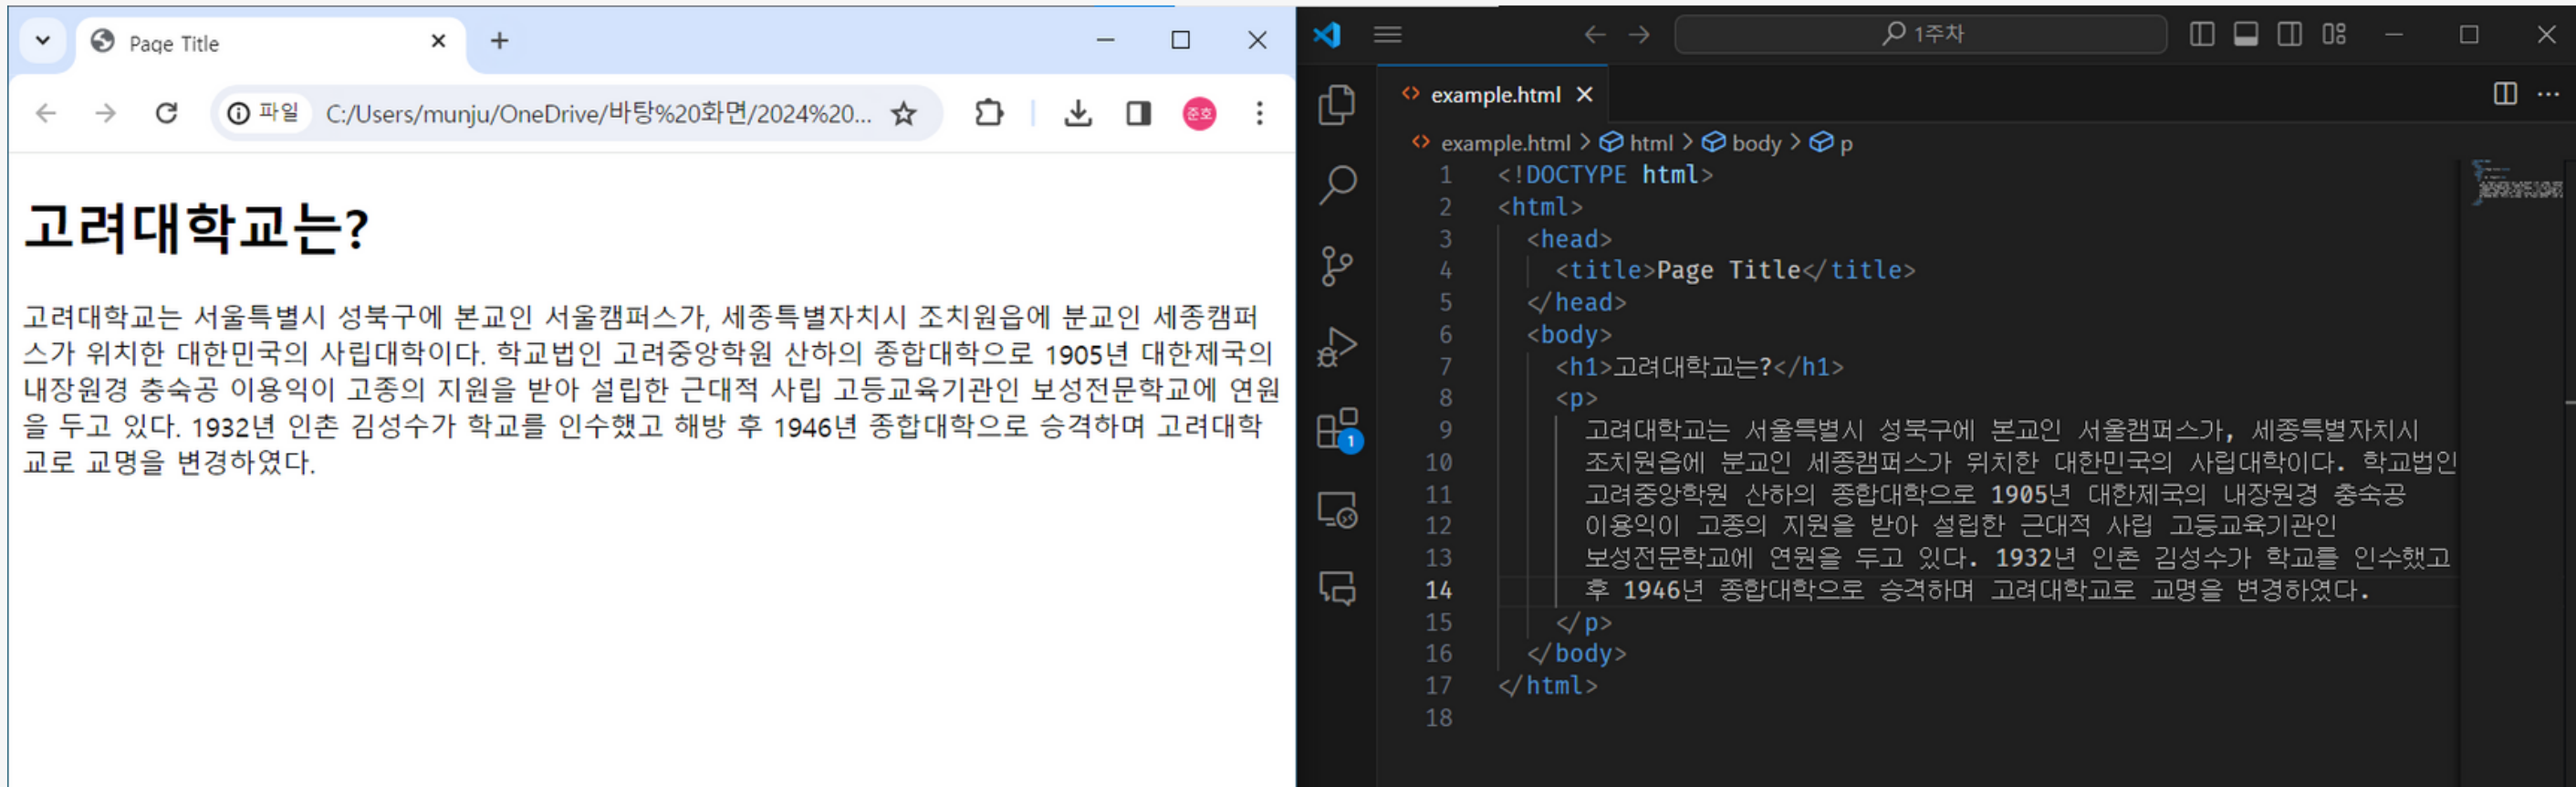 Page Title
파일
C:/Users/munju/OneDrive/바탕%20화면/2024%20...
준호
고려대학교는?
고려대학교는 서울특별시 성북구에 본교인 서울캠퍼스가, 세종특별자치시 조치원읍에 분교인 세종캠퍼
스가 위치한 대한민국의 사립대학이다. 학교법인 고려중앙학원 산하의 종합대학으로 1905년 대한제국의
내장원경 충숙공 이용익이 고종의 지원을 받아 설립한 근대적 사립 고등교육기관인 보성전문학교에 연원
을 두고 있다. 1932년 인촌 김성수가 학교를 인수했고 해방 후 1946년 종합대학으로 승격하며 고려대학
교로 교명을 변경하였다.
1주차
example.html
example.html > html > body > p
1 <!DOCTYPE html>
2 <html>
3 <head>
4 <title>Page Title</title>
5 </head>
6 <body>
7 <h1>고려대학교는?</h1>
8 <p>
9 고려대학교는 서울특별시 성북구에 본교인 서울캠퍼스가, 세종특별자치시
10 조치원읍에 분교인 세종캠퍼스가 위치한 대한민국의 사립대학이다. 학교법인
11 고려중앙학원 산하의 종합대학으로 1905년 대한제국의 내장원경 충숙공
12 이용익이 고종의 지원을 받아 설립한 근대적 사립 고등교육기관인
13 보성전문학교에 연원을 두고 있다. 1932년 인촌 김성수가 학교를 인수했고
14 후 1946년 종합대학으로 승격하며 고려대학교로 교명을 변경하였다.
15 </p>
16 </body>
17 </html>
18
1